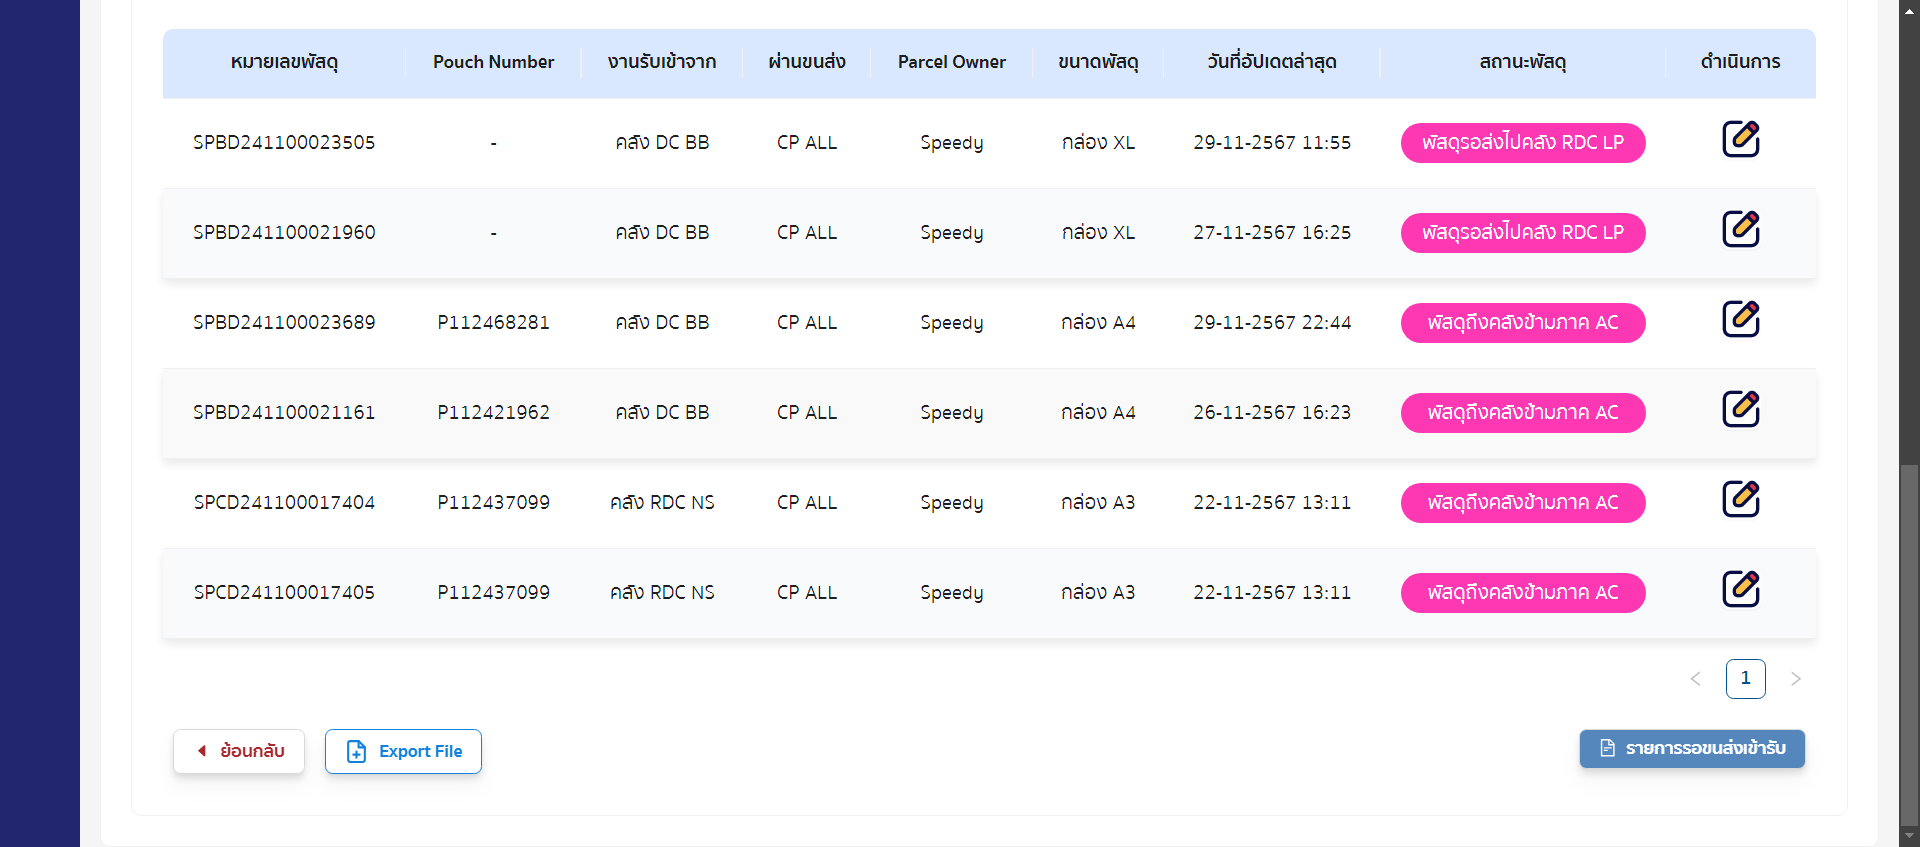 หมายเลขพัสดุ Pouch Number งานรับเข้าจาก ผ่านขนส่ง Parcel Owner ขนาดพัสดุ วันที่อัปเดตล่าสุด สถานะพัสดุ ดำเนินการ
SPBD241100023505 - คลัง DC BB CP ALL Speedy กล่อง XL 29-11-2567 11:55 พัสดุรอส่งไปคลัง RDC LP
SPBD241100021960 - คลัง DC BB CP ALL Speedy กล่อง XL 27-11-2567 16:25 พัสดุรอส่งไปคลัง RDC LP
SPBD241100023689 P112468281 คลัง DC BB CP ALL Speedy กล่อง A4 29-11-2567 22:44 พัสดุถึงคลังข้ามภาค AC
SPBD241100021161 P112421962 คลัง DC BB CP ALL Speedy กล่อง A4 26-11-2567 16:23 พัสดุถึงคลังข้ามภาค AC
SPCD241100017404 P112437099 คลัง RDC NS CP ALL Speedy กล่อง A3 22-11-2567 13:11 พัสดุถึงคลังข้ามภาค AC
SPCD241100017405 P112437099 คลัง RDC NS CP ALL Speedy กล่อง A3 22-11-2567 13:11 พัสดุถึงคลังข้ามภาค AC
1
ย้อนกลับ Export File รายการรอขนส่งเข้ารับ